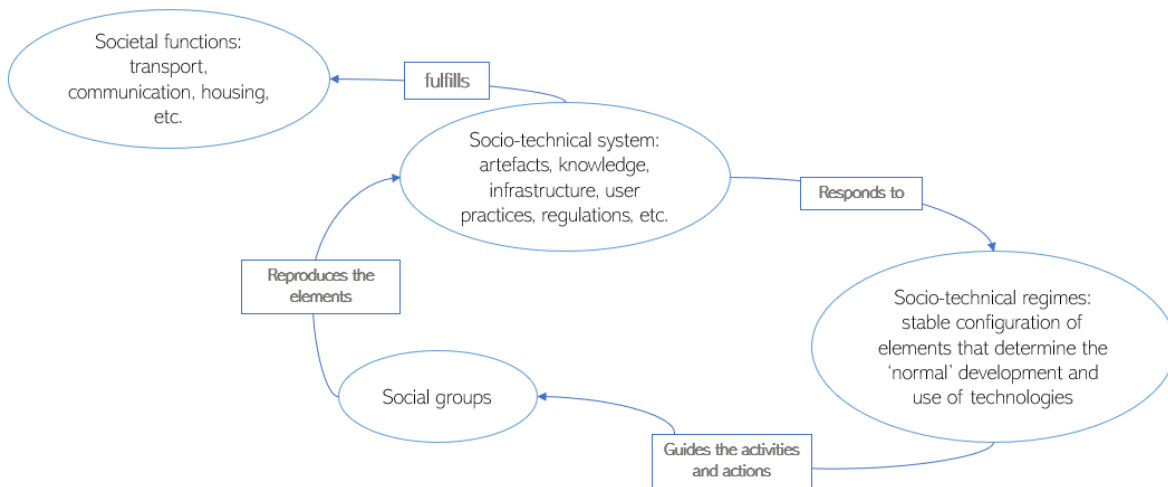 Societal functions:
transport,
communication, housing,
etc.
fulfills
Socio-technical system:
artefacts, knowledge,
infrastructure, user
practices, regulations, etc.
Responds to
Reproduces the
elements
Socio-technical regimes:
stable configuration of
elements that determine the
‘normal’ development and
use of technologies
Social groups
Guides the activities
and actions